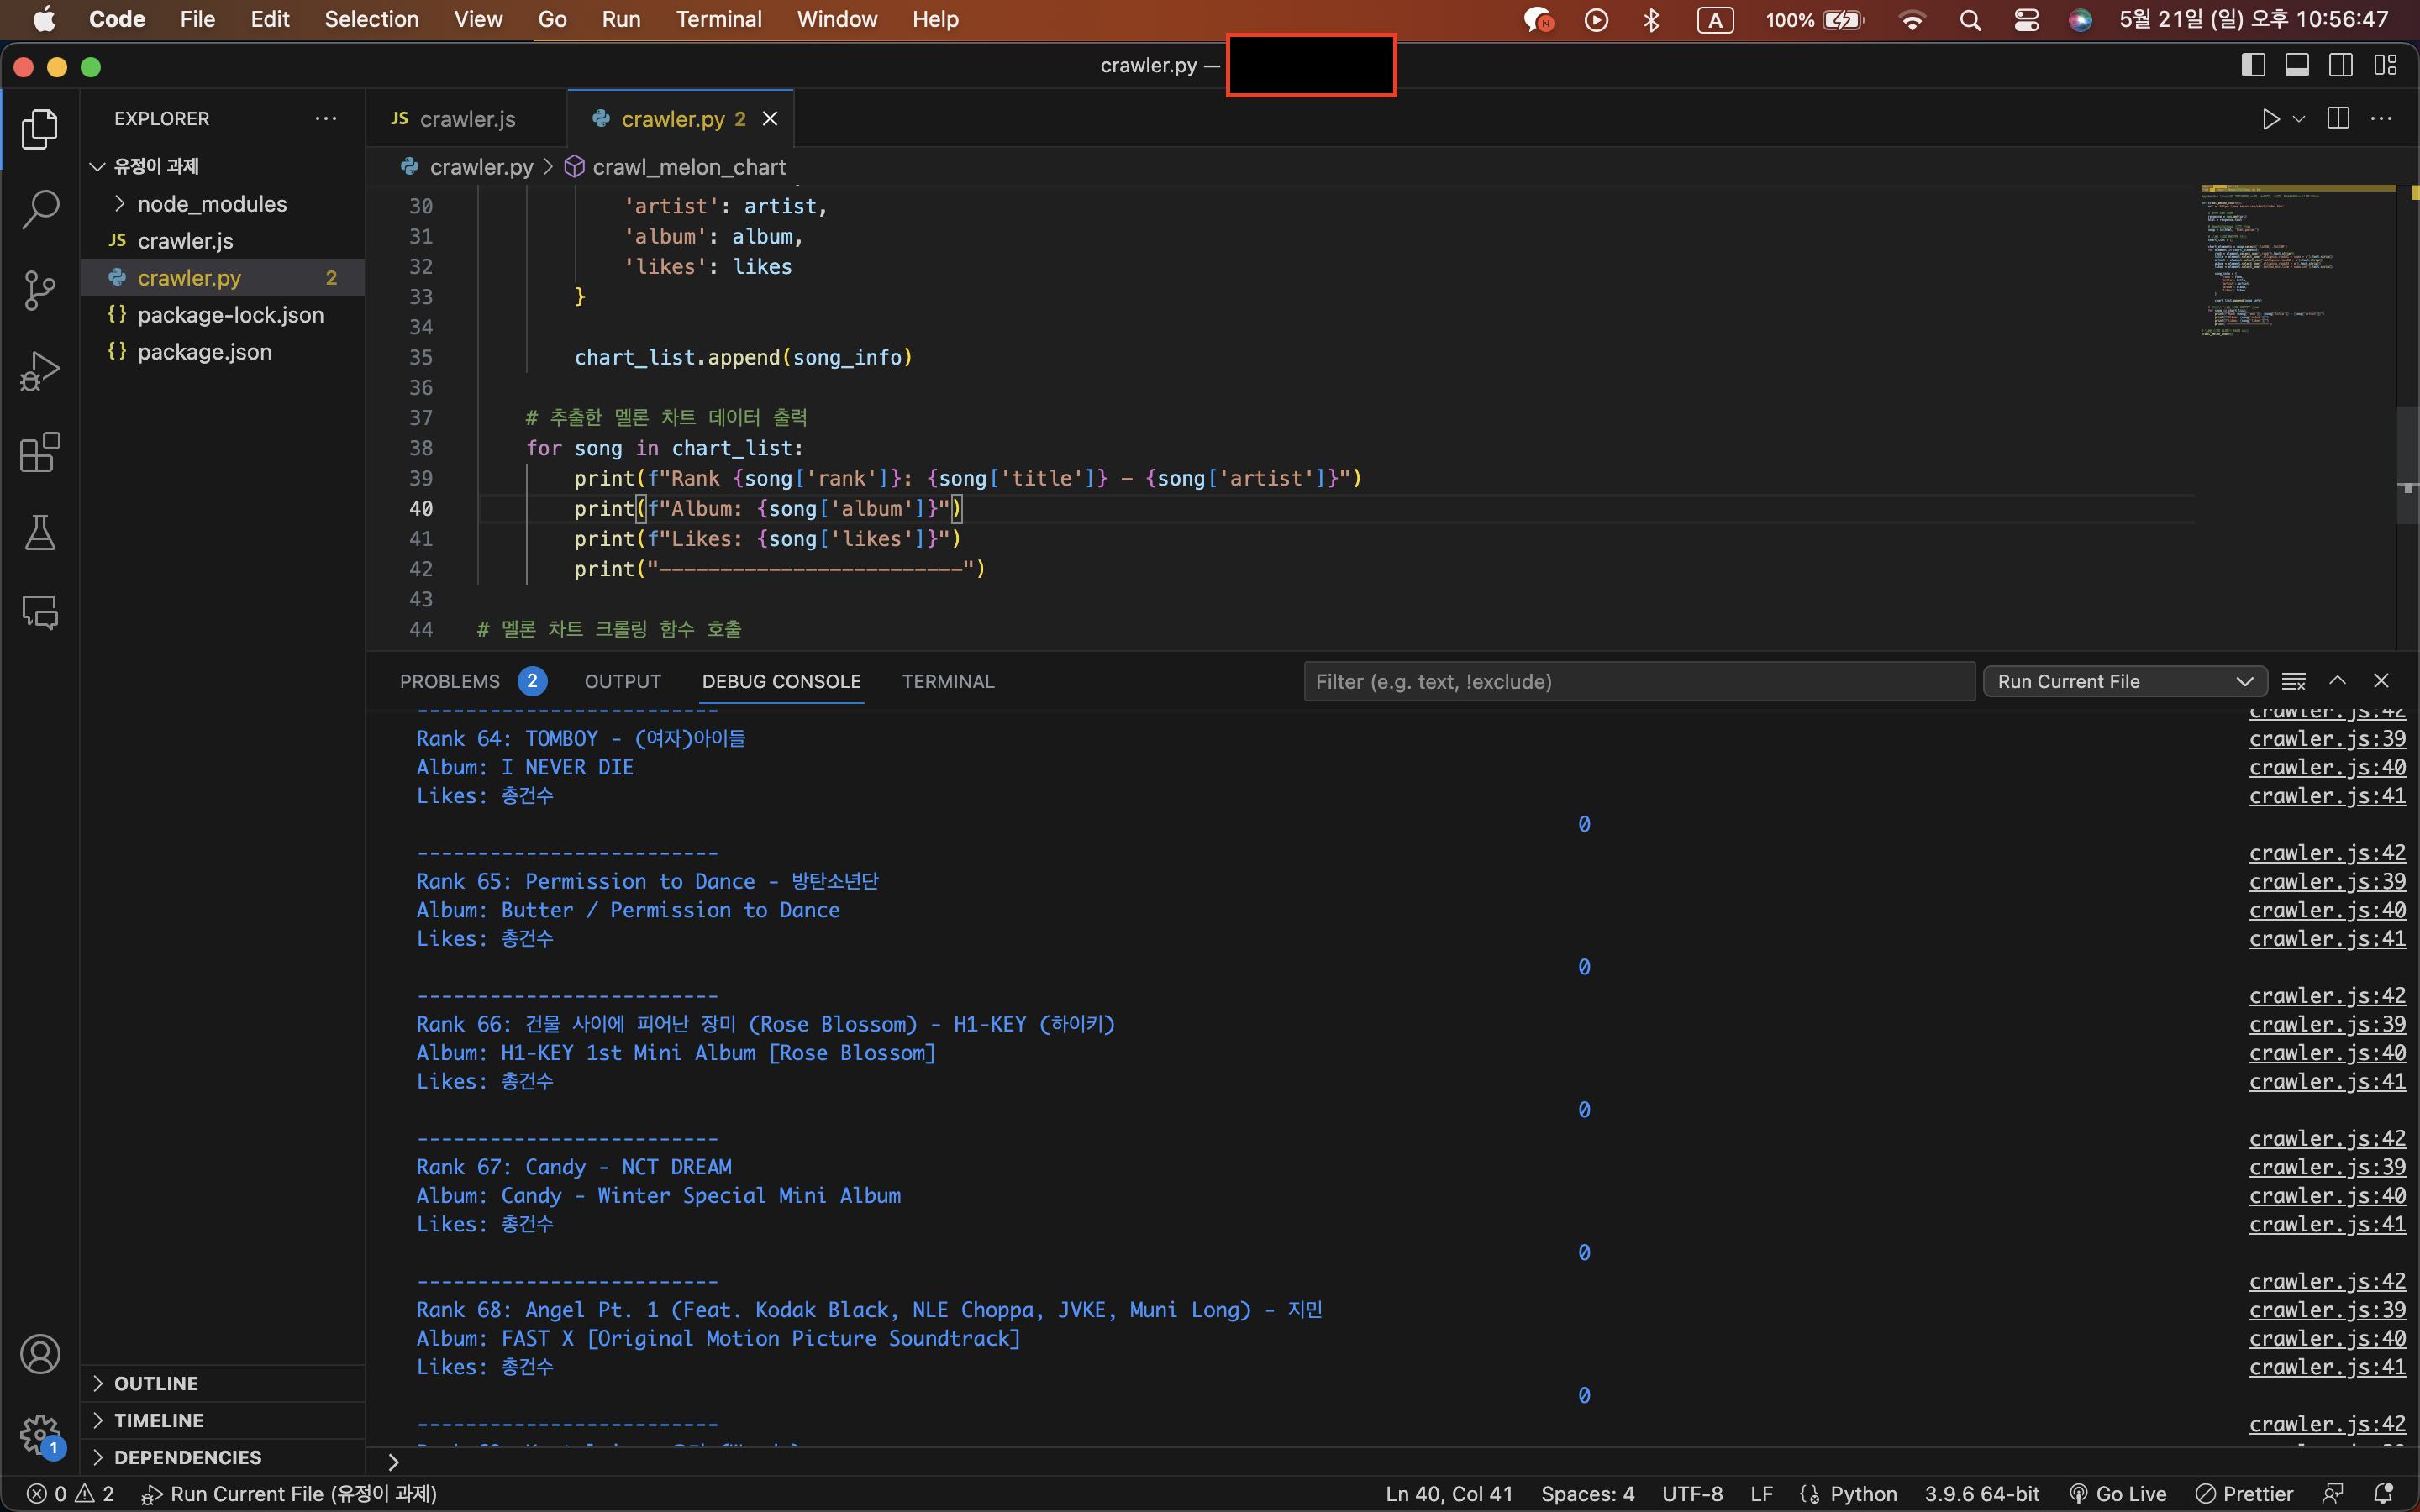 Code File Edit Selection View Go Run Terminal Window Help
N A 100% 5월 21일 (일) 오후 10:56:47
crawler.py —
EXPLORER ···
유정이 과제
node_modules
JS crawler.js
crawler.py 2
{} package-lock.json
{} package.json
OUTLINE
TIMELINE
DEPENDENCIES
1
JS crawler.js
crawler.py 2
crawler.py > crawl_melon_chart
30 'artist': artist,
31 'album': album,
32 'likes': likes
33 }
34
35 chart_list.append(song_info)
36
37 # 추출한 멜론 차트 데이터 출력
38 for song in chart_list:
39 print(f"Rank {song['rank']}: {song['title']} - {song['artist']}")
40 print(f"Album: {song['album']}")
41 print(f"Likes: {song['likes']}")
42 print("-------------------------")
43
44 # 멜론 차트 크롤링 함수 호출
PROBLEMS 2 OUTPUT DEBUG CONSOLE TERMINAL
Filter (e.g. text, !exclude)
Run Current File
------------------------- crawler.js:42
Rank 64: TOMBOY - (여자)아이들 crawler.js:39
Album: I NEVER DIE crawler.js:40
Likes: 총건수 crawler.js:41
0
------------------------- crawler.js:42
Rank 65: Permission to Dance - 방탄소년단 crawler.js:39
Album: Butter / Permission to Dance crawler.js:40
Likes: 총건수 crawler.js:41
0
------------------------- crawler.js:42
Rank 66: 건물 사이에 피어난 장미 (Rose Blossom) - H1-KEY (하이키) crawler.js:39
Album: H1-KEY 1st Mini Album [Rose Blossom] crawler.js:40
Likes: 총건수 crawler.js:41
0
------------------------- crawler.js:42
Rank 67: Candy - NCT DREAM crawler.js:39
Album: Candy - Winter Special Mini Album crawler.js:40
Likes: 총건수 crawler.js:41
0
------------------------- crawler.js:42
Rank 68: Angel Pt. 1 (Feat. Kodak Black, NLE Choppa, JVKE, Muni Long) - 지민 crawler.js:39
Album: FAST X [Original Motion Picture Soundtrack] crawler.js:40
Likes: 총건수 crawler.js:41
0
------------------------- crawler.js:42
0 2 Run Current File (유정이 과제)
Ln 40, Col 41 Spaces: 4 UTF-8 LF Python 3.9.6 64-bit Go Live Prettier